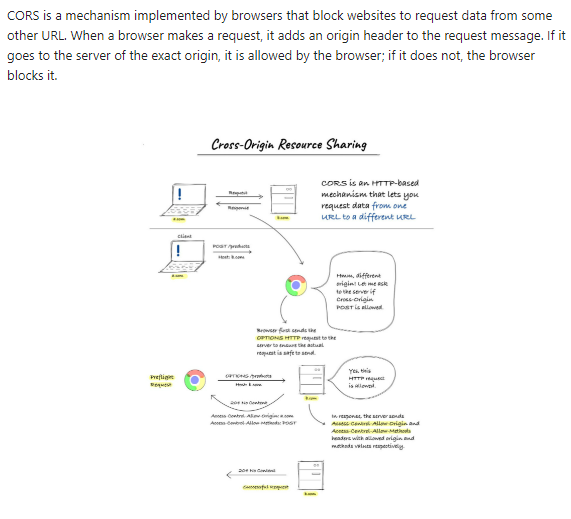 CORS is a mechanism implemented by browsers that block websites to request data from some
other URL. When a browser makes a request, it adds an origin header to the request message. If it
goes to the server of the exact origin, it is allowed by the browser; if it does not, the browser
blocks it.
Cross-Origin Resource Sharing
CORS is an HTTP-based
mechanism that lets you
request data from one
URL to a different URL
Request
Response
Client
POST /products
Host: b.com
Hmm, different
origin! Let me ask
to the server if
Cross-Origin
POST is allowed.
Browser first sends the
OPTIONS HTTP request to the
server to ensure the actual
request is safe to send.
Preflight
Request
OPTIONS /products
Host: b.com
Yes, this
HTTP request
is allowed.
204 No Content
Access-Control-Allow-Origin: a.com
Access-Control-Allow-Methods: POST
b.com
In response, the server sends
Access-Control-Allow-Origin and
Access-Control-Allow-Methods
headers with allowed origin and
methods values respectively.
204 No Content
Successful Request
b.com